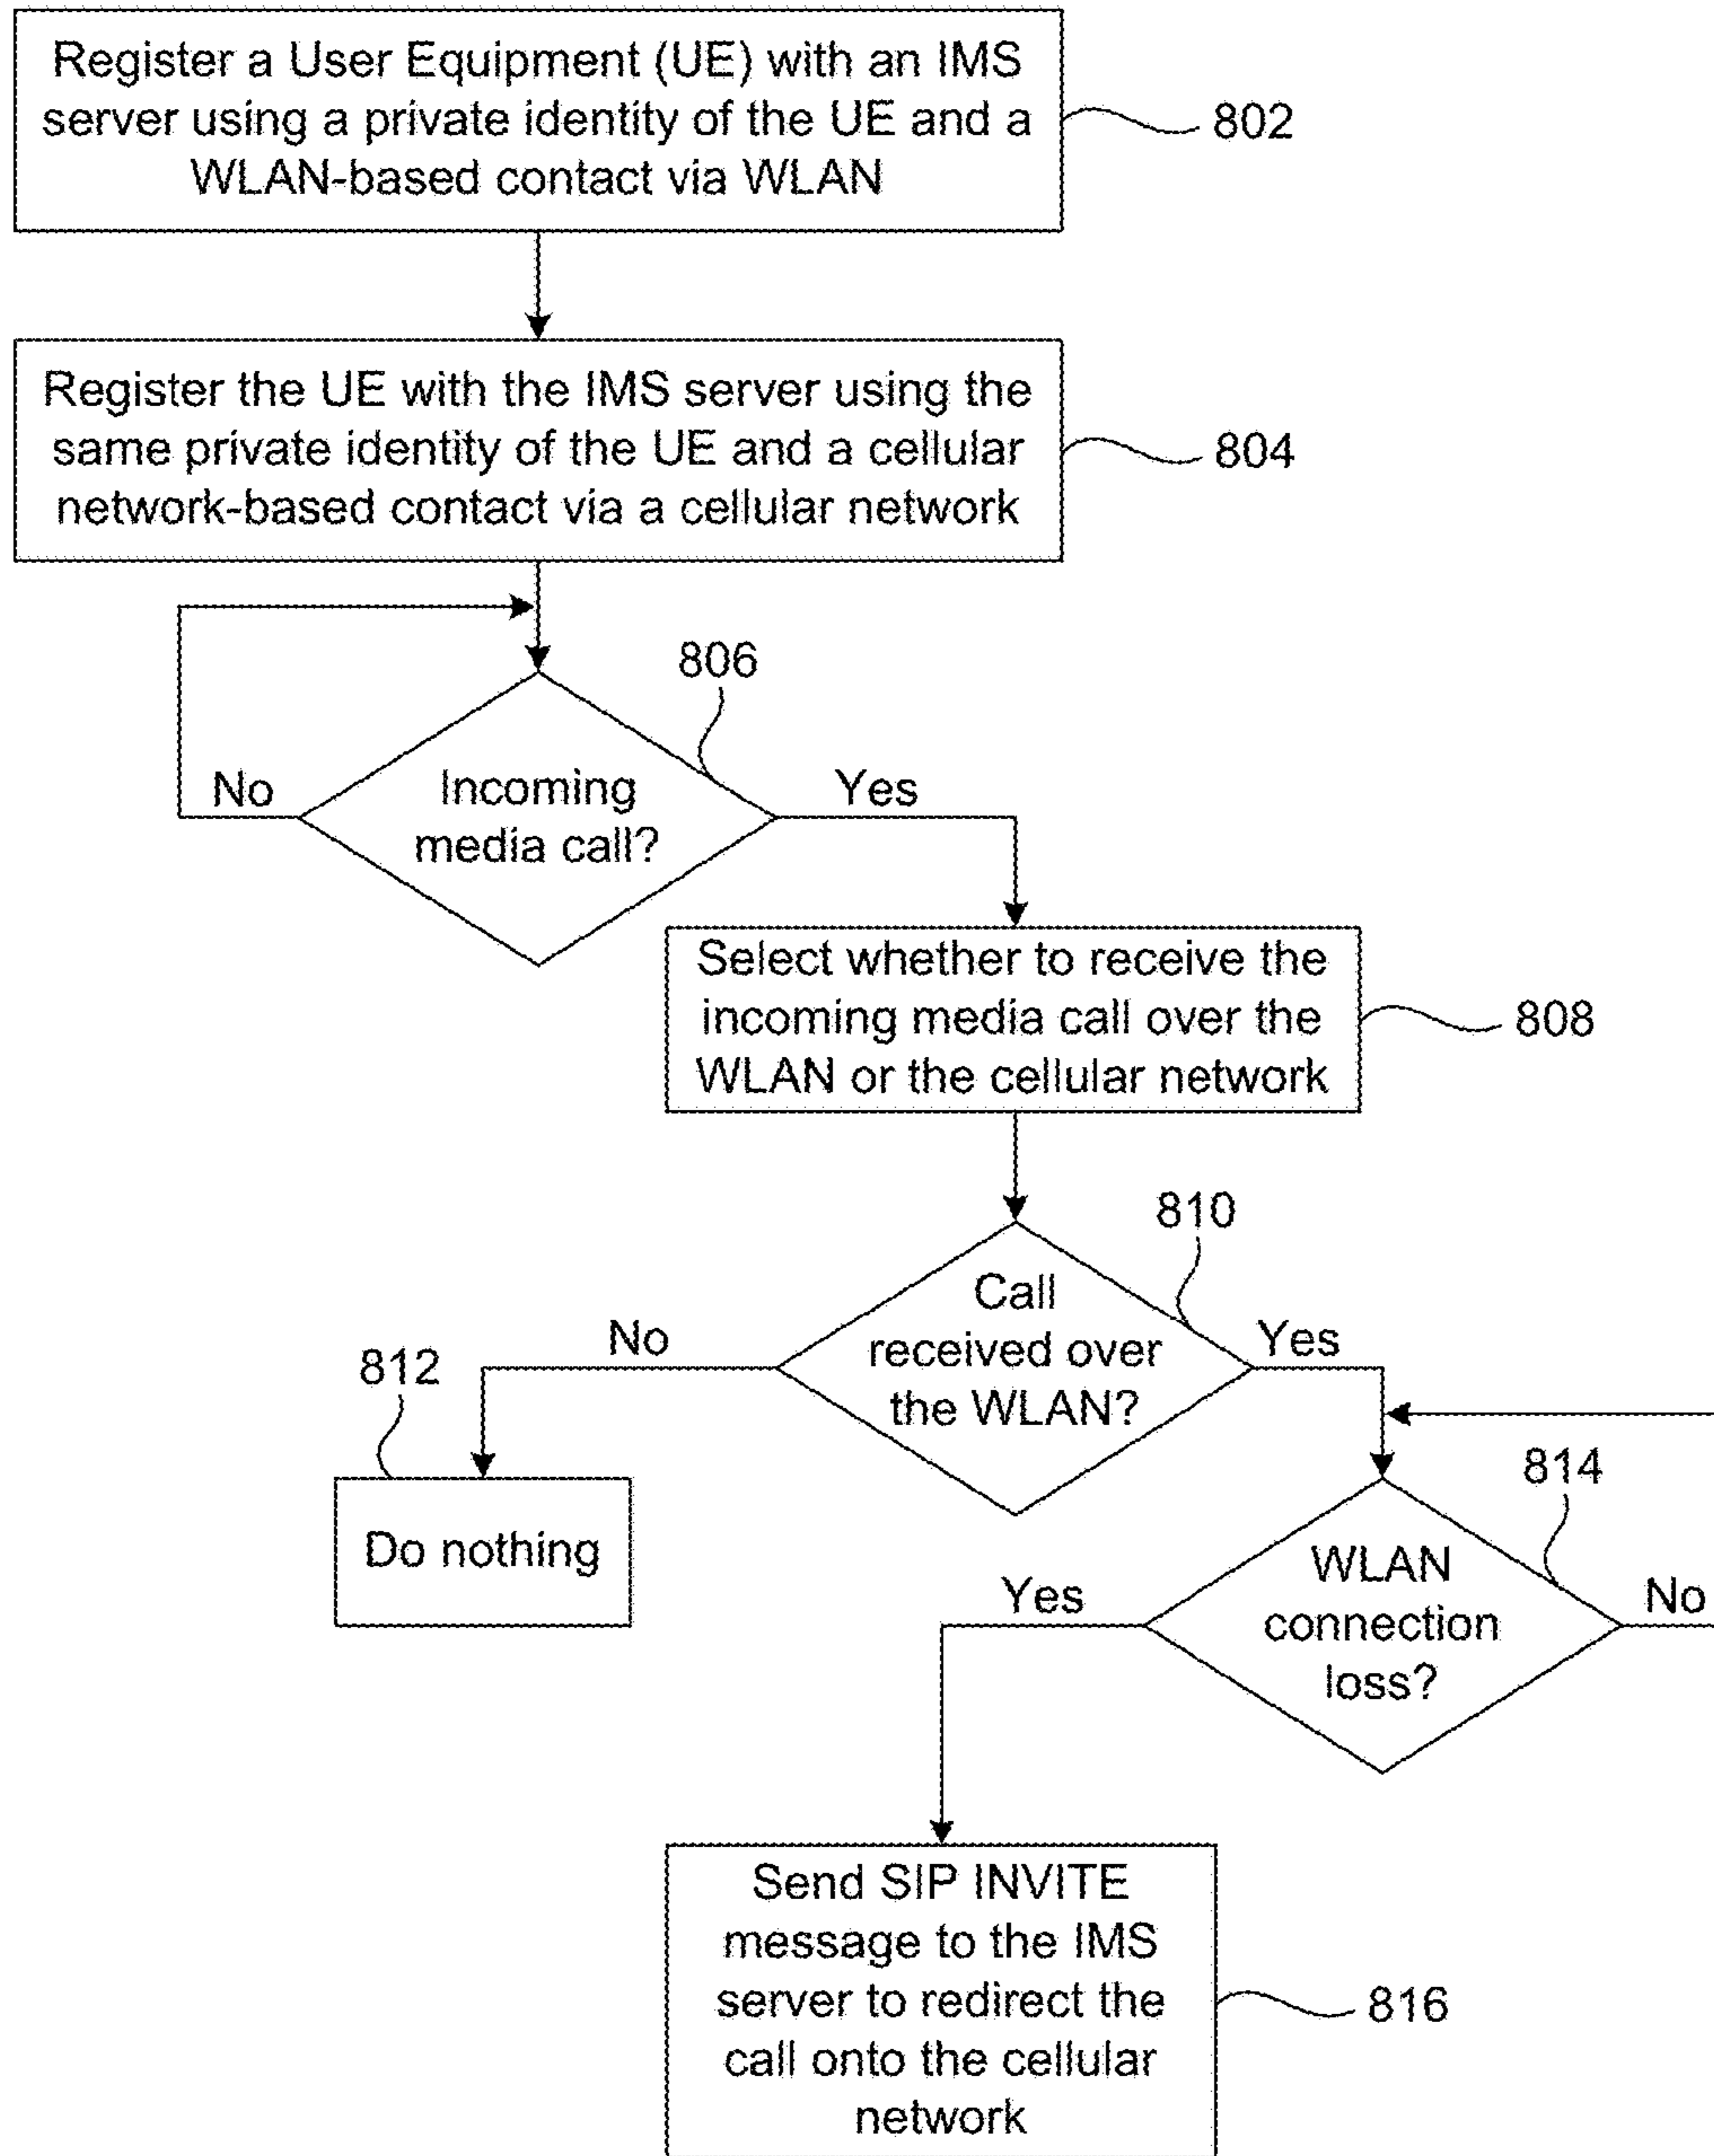 Register a User Equipment (UE) with an IMS
server using a private identity of the UE and a
WLAN-based contact via WLAN
802
Register the UE with the IMS server using the
same private identity of the UE and a cellular
network-based contact via a cellular network
804
806
No
Incoming
media call?
Yes
Select whether to receive the
incoming media call over the
WLAN or the cellular network
808
810
No
Call
received over
the WLAN?
Yes
812
Do nothing
814
Yes
WLAN
connection
loss?
No
Send SIP INVITE
message to the IMS
server to redirect the
call onto the cellular
network
816